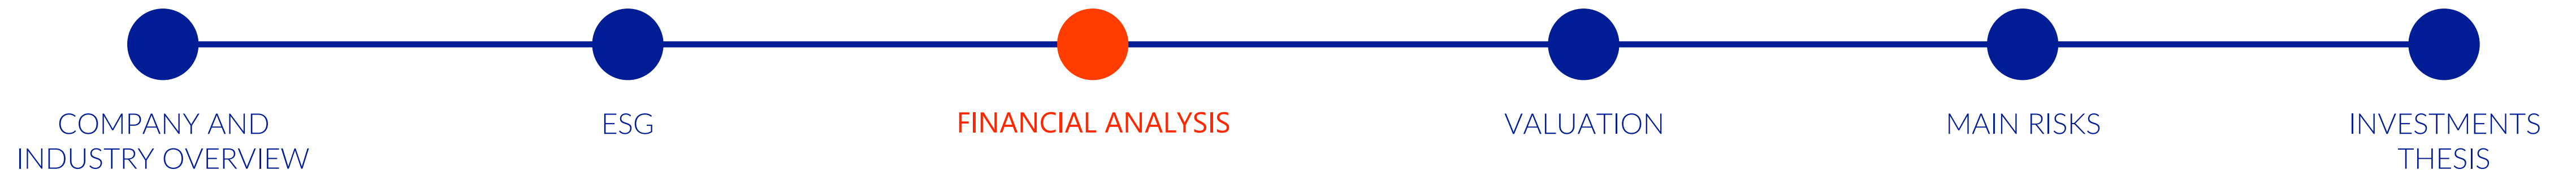 COMPANY AND
INDUSTRY OVERVIEW
ESG
FINANCIAL ANALYSIS
VALUATION
MAIN RISKS
INVESTMENTS
THESIS